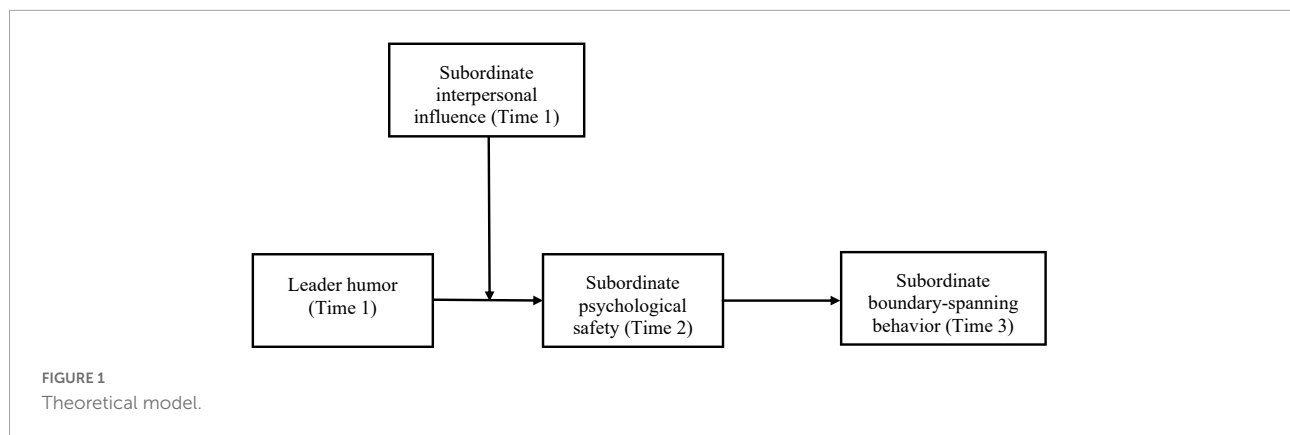 Subordinate
interpersonal
influence (Time 1)
Leader humor
(Time 1)
Subordinate
psychological
safety (Time 2)
Subordinate
boundary-spanning
behavior (Time 3)
FIGURE 1
Theoretical model.